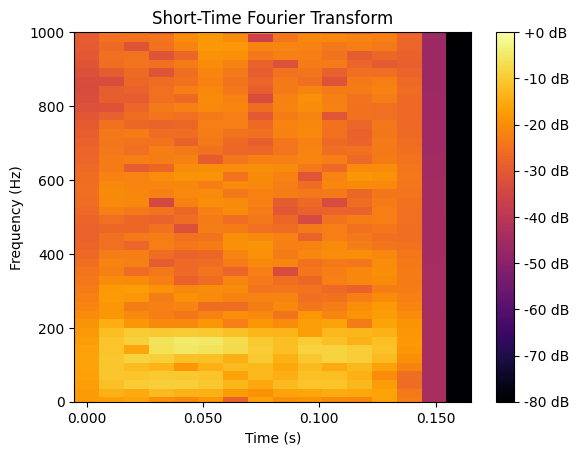 Short-Time Fourier Transform
1000
800
600
400
200
0
Frequency (Hz)
0.000
0.050
0.100
0.150
Time (s)
+0 dB
-10 dB
-20 dB
-30 dB
-40 dB
-50 dB
-60 dB
-70 dB
-80 dB